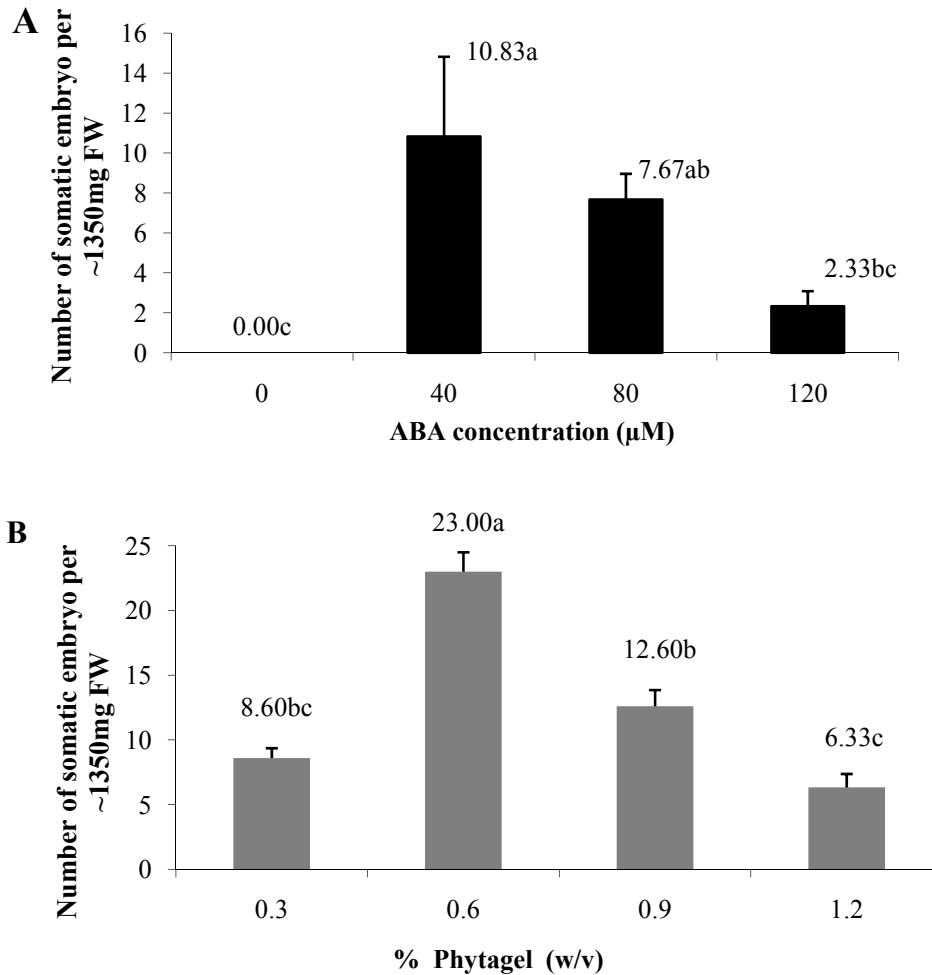 A
Number of somatic embryo per
~1350mg FW
16
14
12
10
8
6
4
2
0
10.83a
7.67ab
2.33bc
0.00c
0 40 80 120
ABA concentration (µM)
B
Number of somatic embryo per
~1350mg FW
25
20
15
10
5
0
23.00a
12.60b
8.60bc
6.33c
0.3 0.6 0.9 1.2
% Phytagel (w/v)